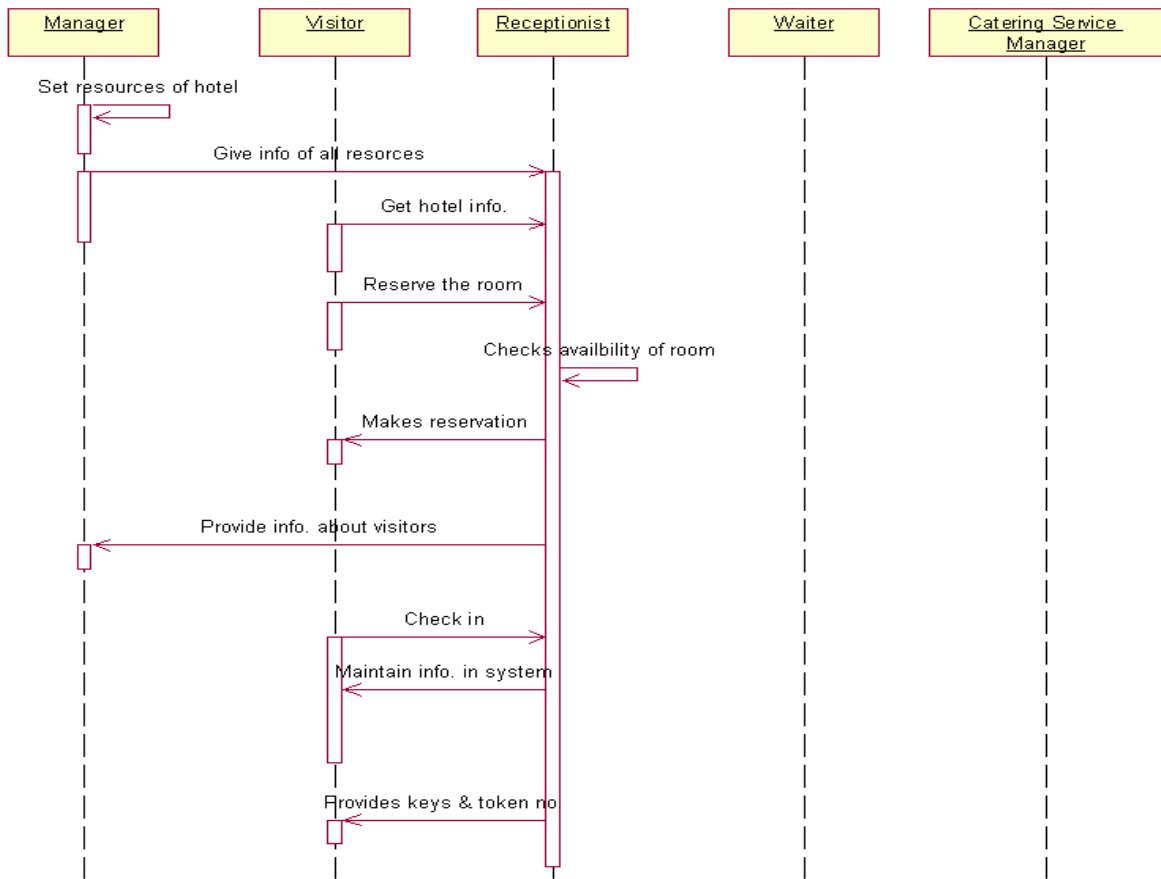 Manager
Visitor
Receptionist
Waiter
Catering Service
Manager
Set resources of hotel
Give info of all resorces
Get hotel info.
Reserve the room
Checks availbility of room
Makes reservation
Provide info. about visitors
Check in
Maintain info. in system
Provides keys & token no.